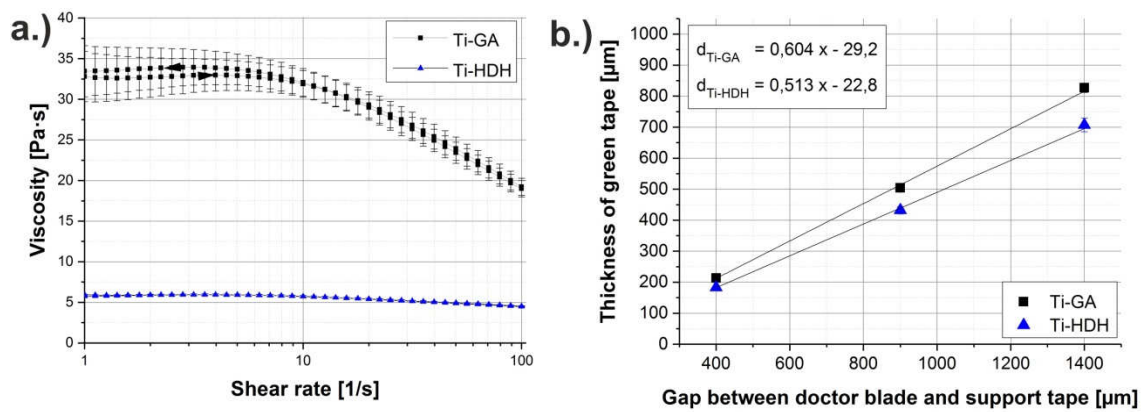 a.)
Viscosity [Pa·s]
40
35
30
25
20
15
10
5
0
Ti-GA
Ti-HDH
1
10
100
Shear rate [1/s]
b.)
Thickness of green tape [µm]
1000
900
800
700
600
500
400
300
200
100
0
d Ti-GA = 0,604 x - 29,2
d Ti-HDH = 0,513 x - 22,8
Ti-GA
Ti-HDH
400
600
800
1000
1200
1400
Gap between doctor blade and support tape [µm]